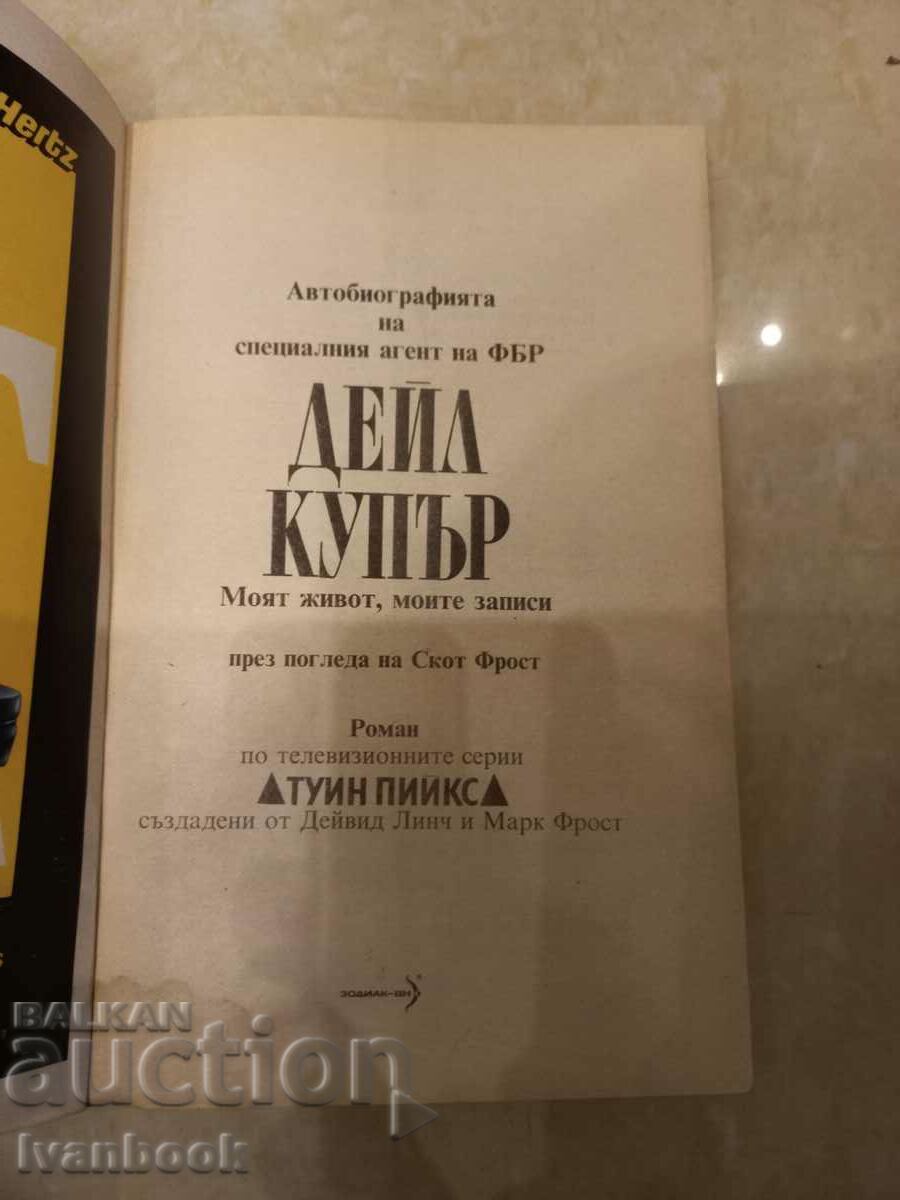 Hertz
Автобиографията
на
специалния агент на ФБР
ДЕЙЛ
КУПЪР
Моят живот, моите записи
през погледа на Скот Фрост
Роман
по телевизионните серии
▲ТУИН ПИЙКС▲
създадени от Дейвид Линч и Марк Фрост
ЗОДИАК-ВН
BALKAN
auction
Ivanbook